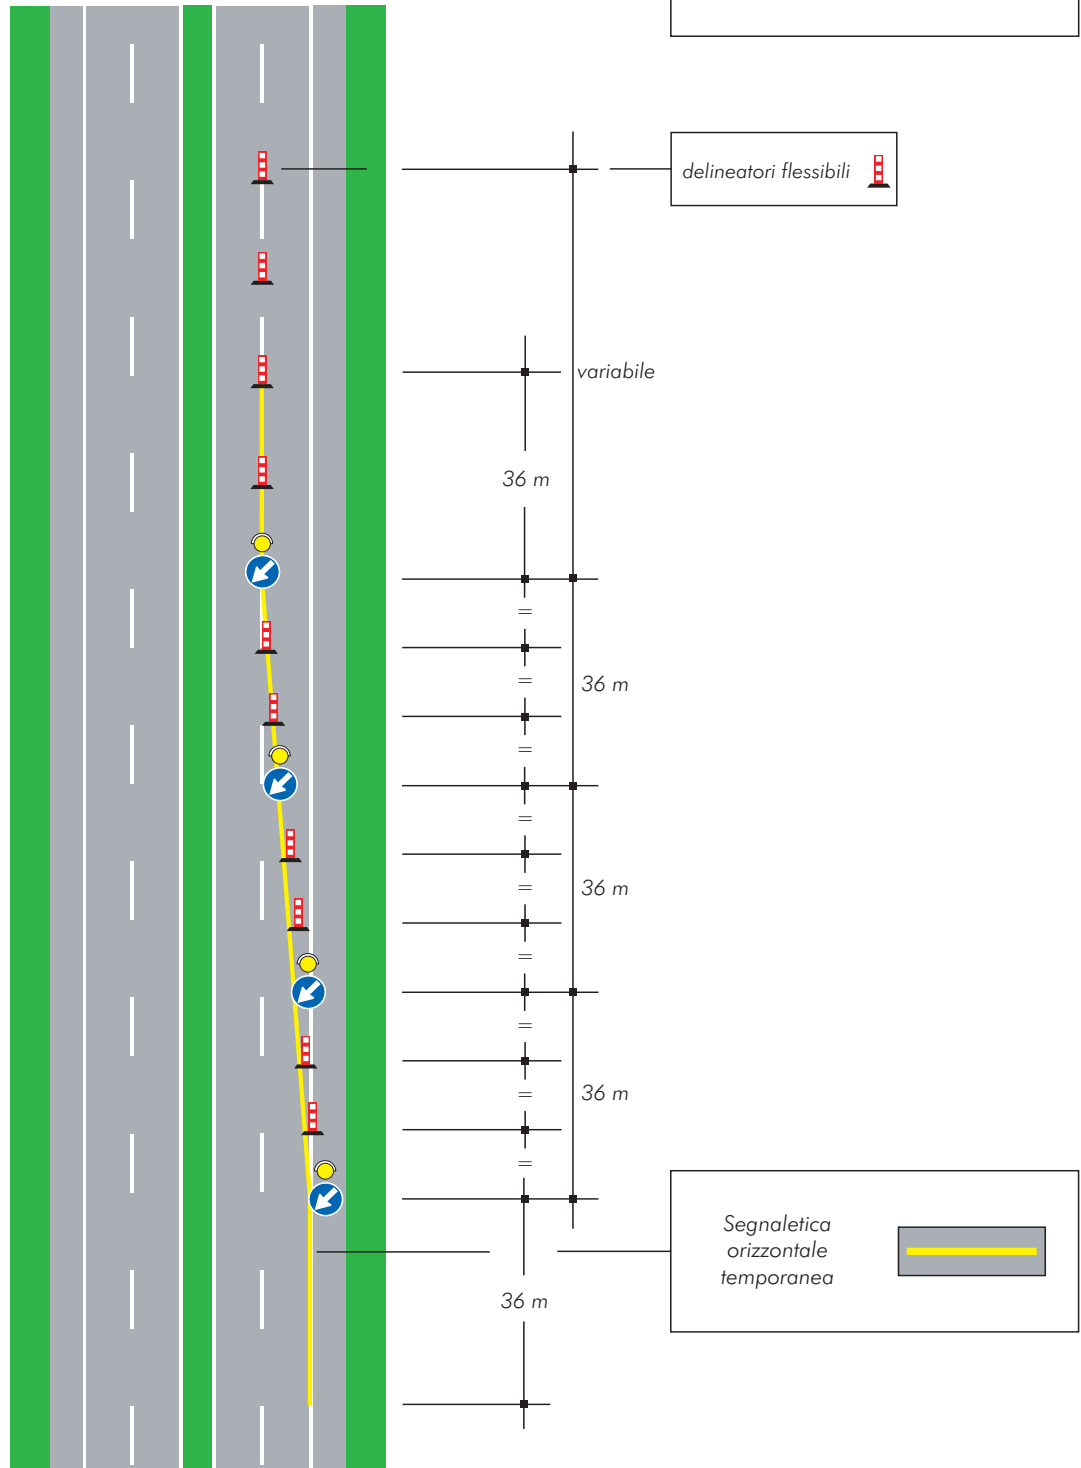 delineatori flessibili
variabile
36 m
36 m
36 m
36 m
Segnaletica
orizzontale
temporanea
36 m